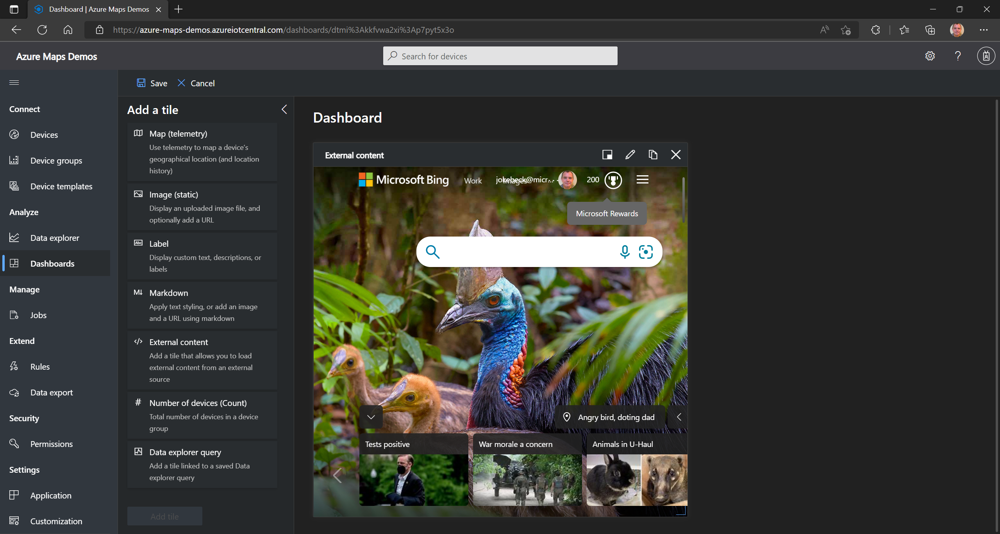 Dashboard | Azure Maps Demos
https://azure-maps-demos.azureiotcentral.com/dashboards/dtmi%3Akkfvwa2xi%3Ap7pyt5x3o
Azure Maps Demos
Search for devices
Save
Cancel
Connect
Devices
Device groups
Device templates
Analyze
Data explorer
Dashboards
Manage
Jobs
Extend
Rules
Data export
Security
Permissions
Settings
Application
Customization
Add a tile
Map (telemetry)
Use telemetry to map a device's
geographical location (and location
history)
Image (static)
Display an uploaded image file, and
optionally add a URL
Abc
Label
Display custom text, descriptions, or
labels
M↓
Markdown
Apply text styling, or add an image
and a URL using markdown
</>
External content
Add a tile that allows you to load
external content from an external
source
#
Number of devices (Count)
Total number of devices in a device
group
Data explorer query
Add a tile linked to a saved Data
explorer query
Add tile
Dashboard
External content
Microsoft Bing
Work
Images
jokebeck@micr...
200
Microsoft Rewards
Angry bird, doting dad
Tests positive
War morale a concern
Animals in U-Haul